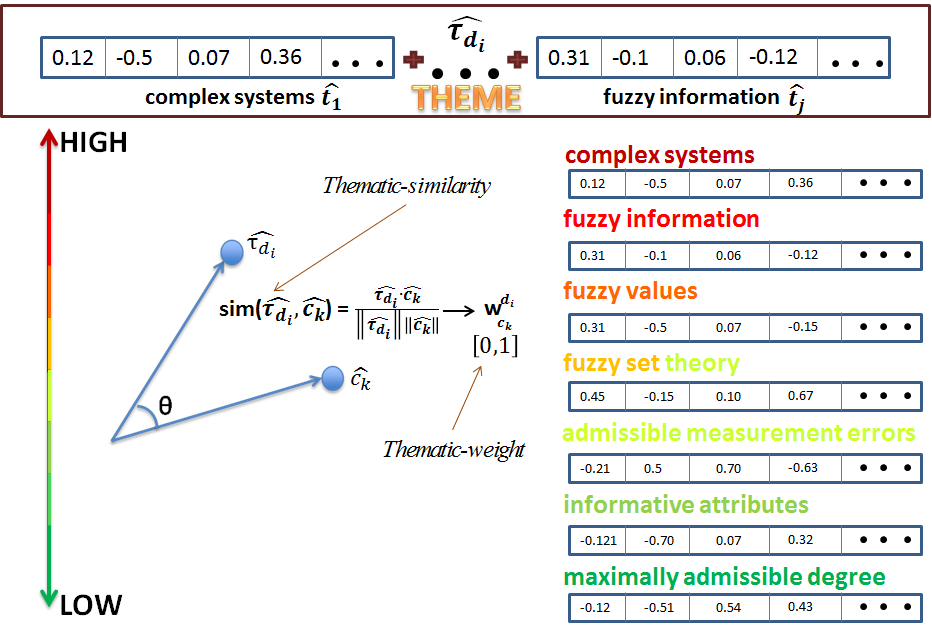 0.12 -0.5 0.07 0.36 • • • + $\widehat{\tau_{d_i}}$ • • • + 0.31 -0.1 0.06 -0.12 • • •
complex systems $\hat{t_1}$ THEME fuzzy information $\hat{t_j}$
HIGH
Thematic-similarity
$\widehat{\tau_{d_i}}$
$\text{sim}(\widehat{\tau_{d_i}}, \widehat{c_k}) = \frac{\widehat{\tau_{d_i}} \cdot \widehat{c_k}}{\|\widehat{\tau_{d_i}}\| \|\widehat{c_k}\|}$ → $w_{c_k}^{d_i}$
[0,1]
$\widehat{c_k}$
θ
Thematic-weight
LOW
complex systems
0.12 -0.5 0.07 0.36 • • •
fuzzy information
0.31 -0.1 0.06 -0.12 • • •
fuzzy values
0.31 -0.5 0.07 -0.15 • • •
fuzzy set theory
0.45 -0.15 0.10 0.67 • • •
admissible measurement errors
-0.21 0.5 0.70 -0.63 • • •
informative attributes
-0.121 -0.70 0.07 0.32 • • •
maximally admissible degree
-0.12 -0.51 0.54 0.43 • • •